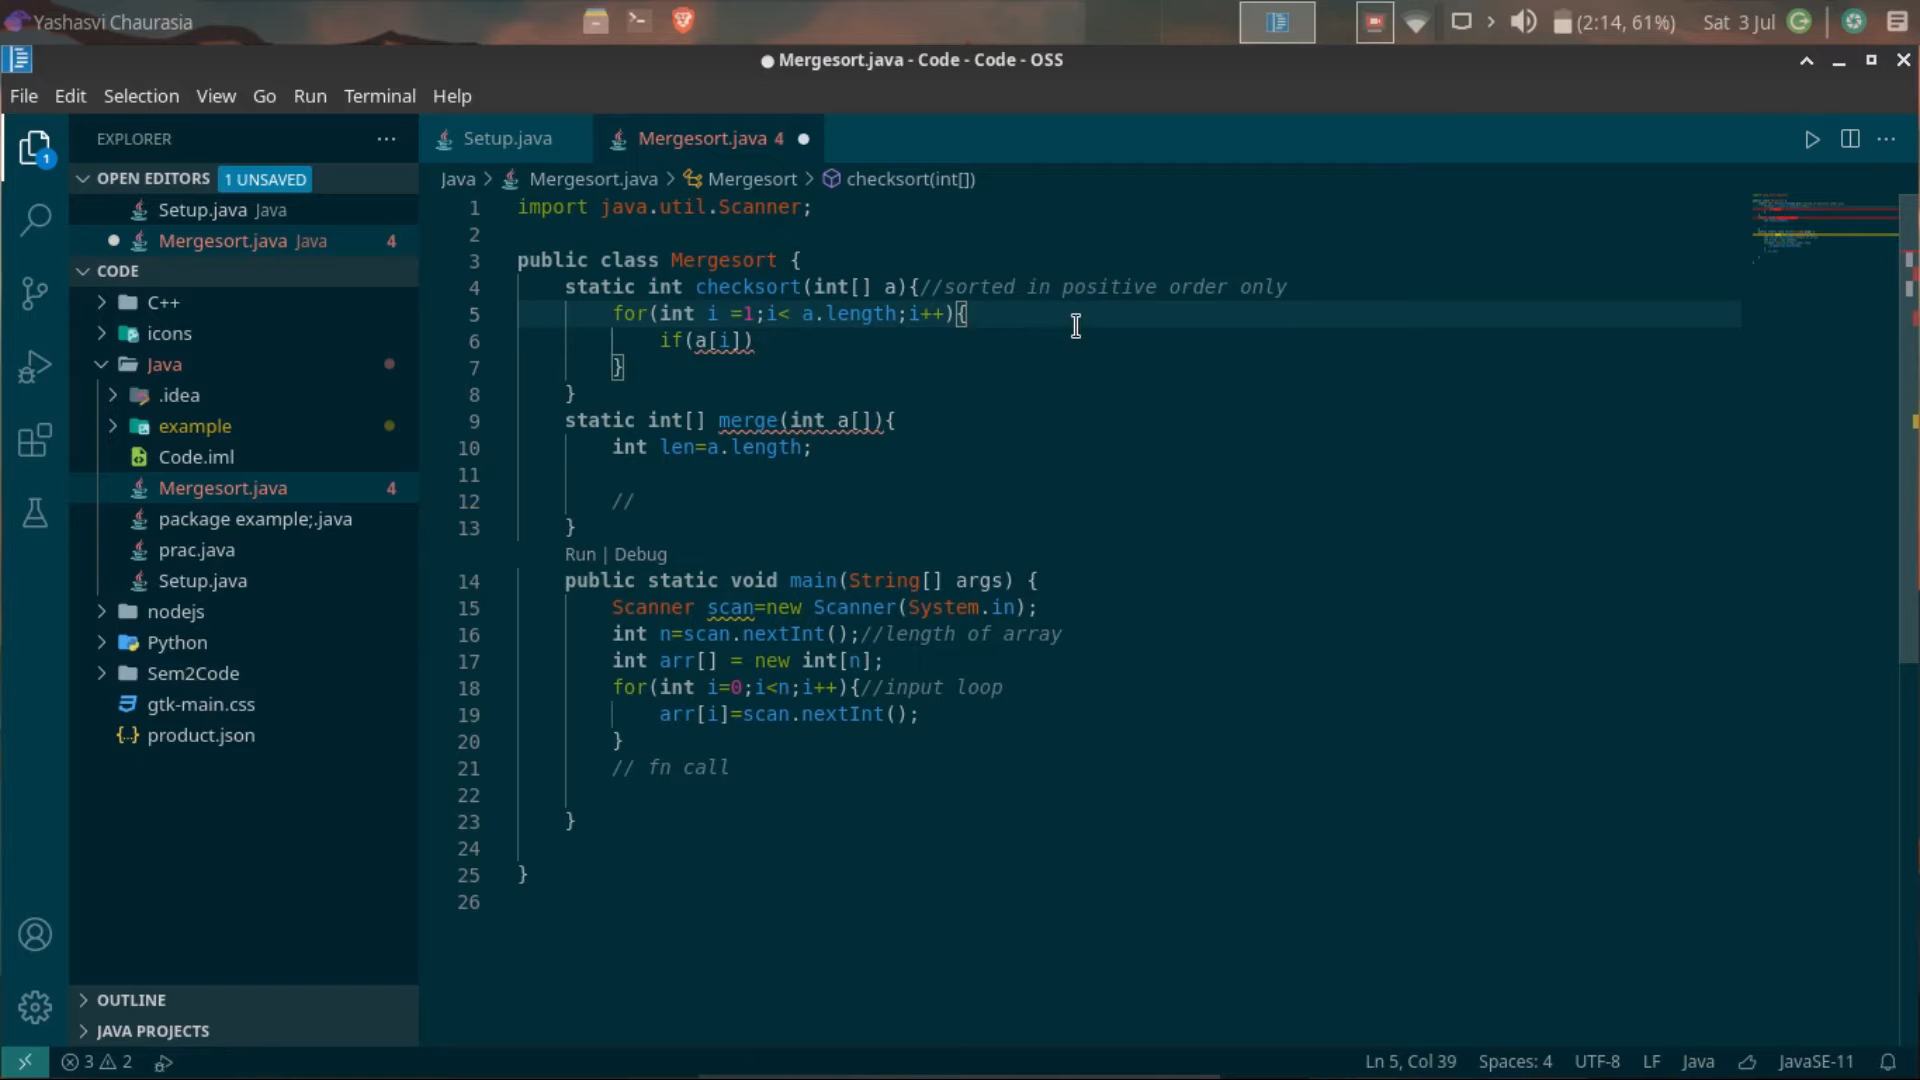 Yashasvi Chaurasia
(2:14, 61%) Sat 3 Jul
Mergesort.java - Code - Code - OSS
File Edit Selection View Go Run Terminal Help
EXPLORER
OPEN EDITORS 1 UNSAVED
Setup.java Java
Mergesort.java Java 4
CODE
C++
icons
Java
.idea
example
Code.iml
Mergesort.java 4
package example;.java
prac.java
Setup.java
nodejs
Python
Sem2Code
gtk-main.css
product.json
OUTLINE
JAVA PROJECTS
1
Setup.java Mergesort.java 4
Java > Mergesort.java > Mergesort > checksort(int[])
1 import java.util.Scanner;
2
3 public class Mergesort {
4 static int checksort(int[] a){//sorted in positive order only
5 for(int i =1;i< a.length;i++){
6 if(a[i])
7 }
8 }
9 static int[] merge(int a[]){
10 int len=a.length;
11
12 //
13 }
Run | Debug
14 public static void main(String[] args) {
15 Scanner scan=new Scanner(System.in);
16 int n=scan.nextInt();//length of array
17 int arr[] = new int[n];
18 for(int i=0;i<n;i++){//input loop
19 arr[i]=scan.nextInt();
20 }
21 // fn call
22
23 }
24
25 }
26
3 2
Ln 5, Col 39 Spaces: 4 UTF-8 LF Java JavaSE-11